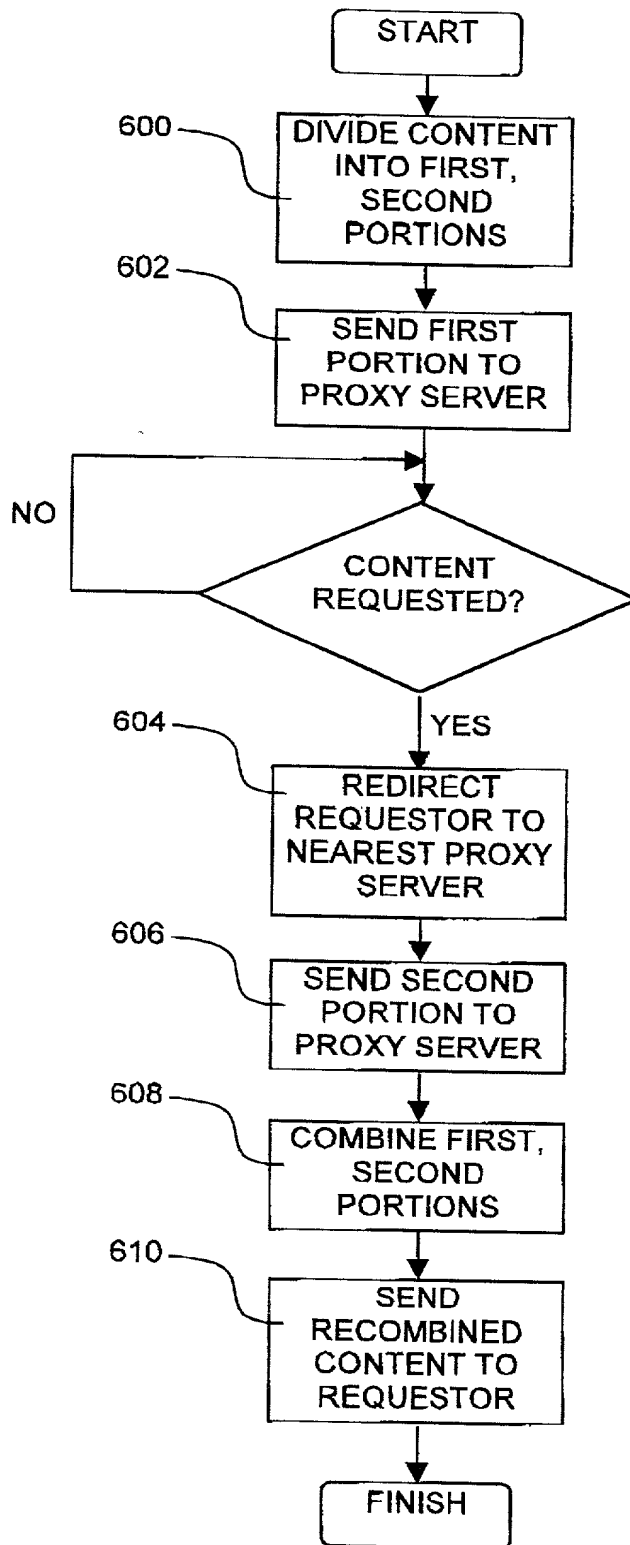 START
600
DIVIDE CONTENT
INTO FIRST,
SECOND
PORTIONS
602
SEND FIRST
PORTION TO
PROXY SERVER
NO
CONTENT
REQUESTED?
YES
604
REDIRECT
REQUESTOR TO
NEAREST PROXY
SERVER
606
SEND SECOND
PORTION TO
PROXY SERVER
608
COMBINE FIRST,
SECOND
PORTIONS
610
SEND
RECOMBINED
CONTENT TO
REQUESTOR
FINISH